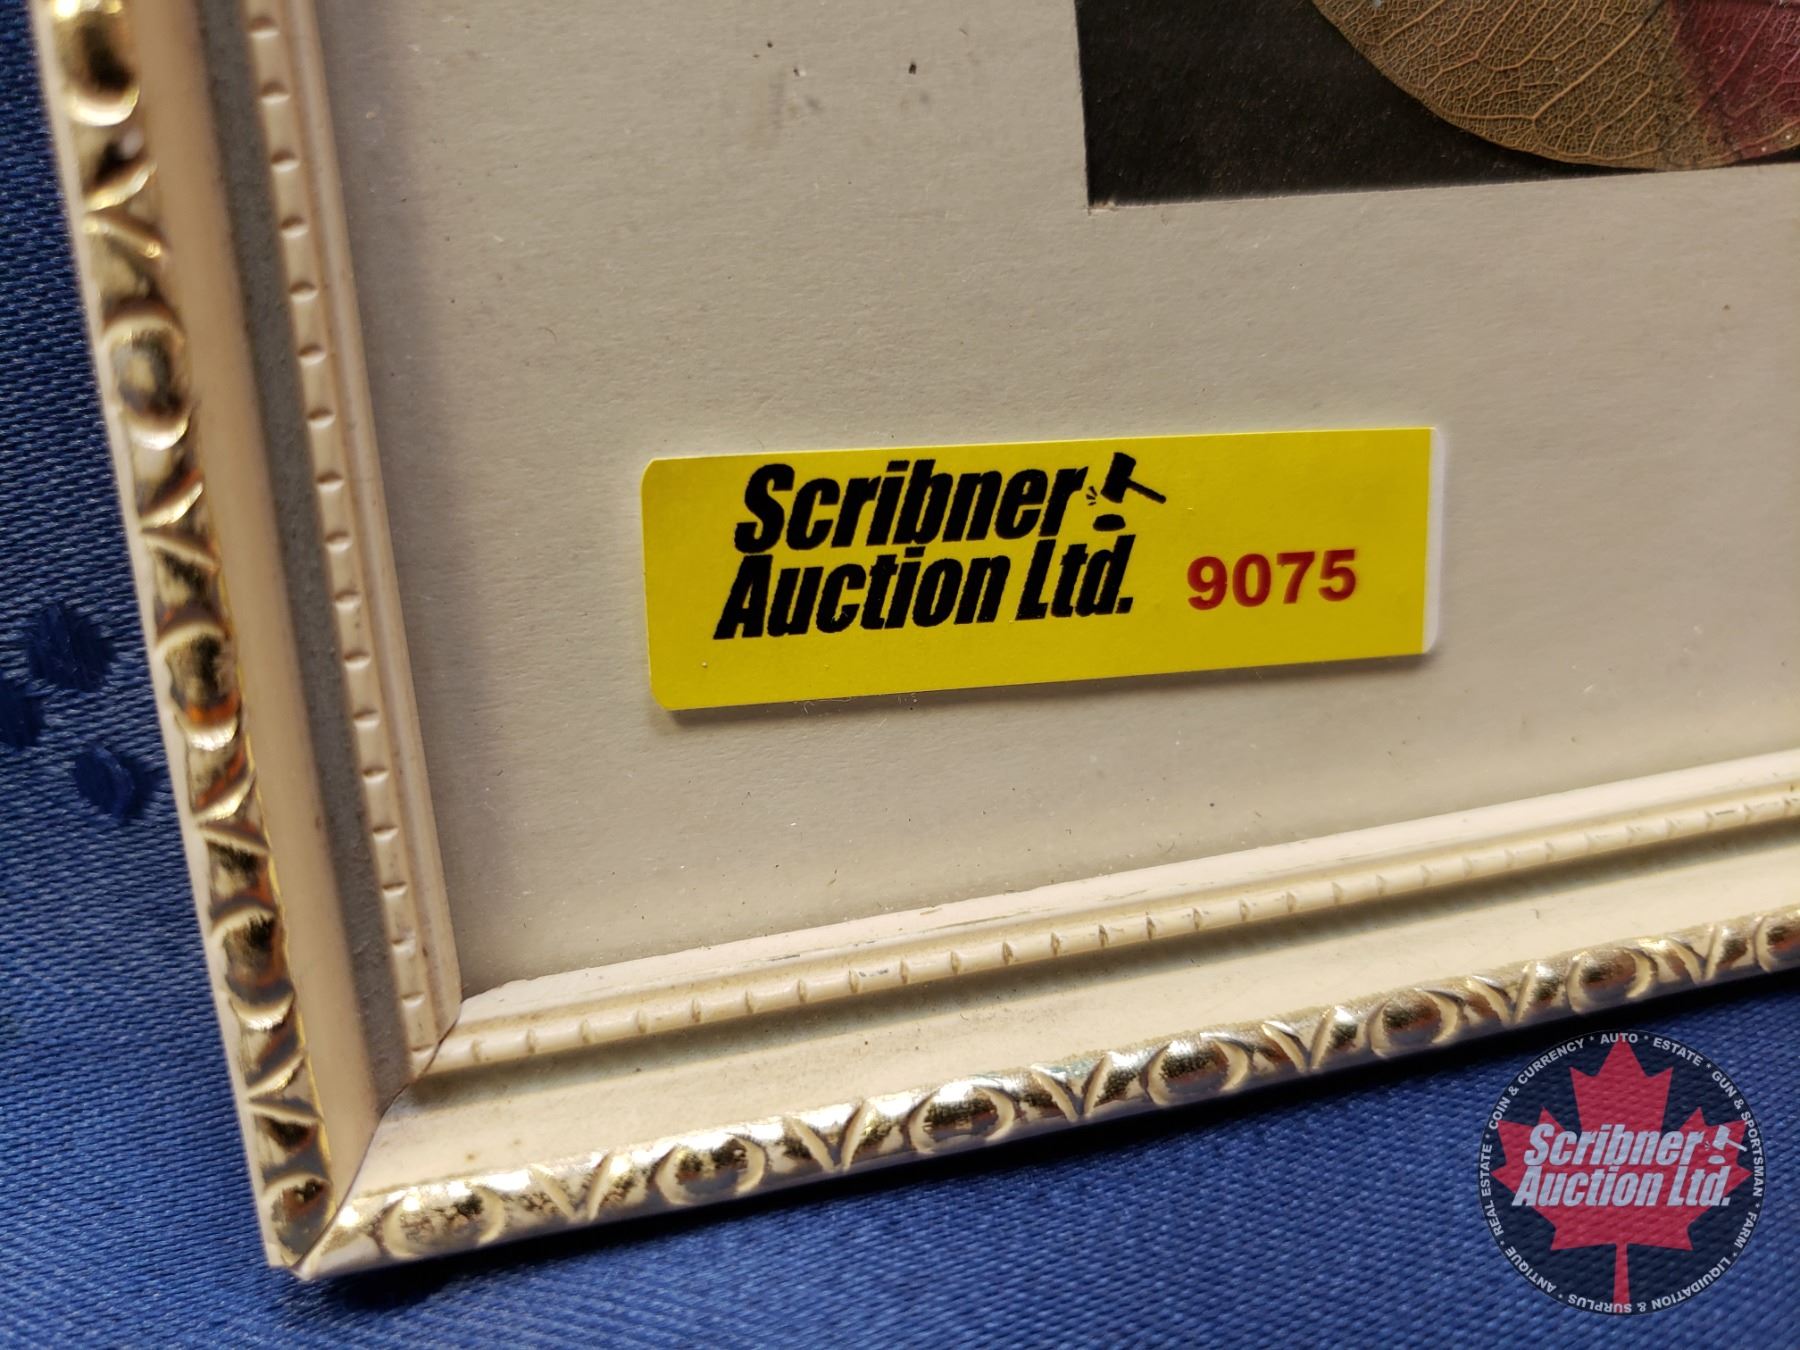 Scribner
Auction Ltd. 9075
COIN & CURRENCY * AUTO * ESTATE * GUN & SPORTSMAN * FARM * LIQUIDATION & SURPLUS * ANTIQUE * REAL ESTATE *
Scribner
Auction Ltd.